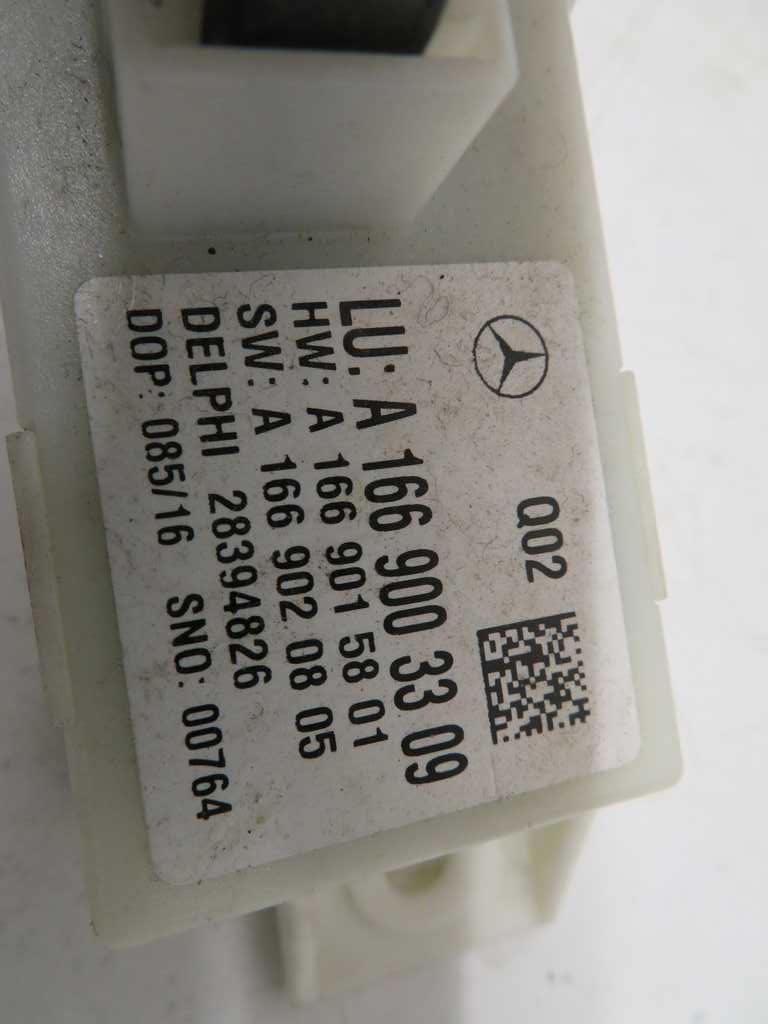 Q02
LU: A 166 900 33 09
HW: A 166 901 58 01
SW: A 166 902 08 05
DELPHI 28394826
DOP: 085/16 SNO: 00764